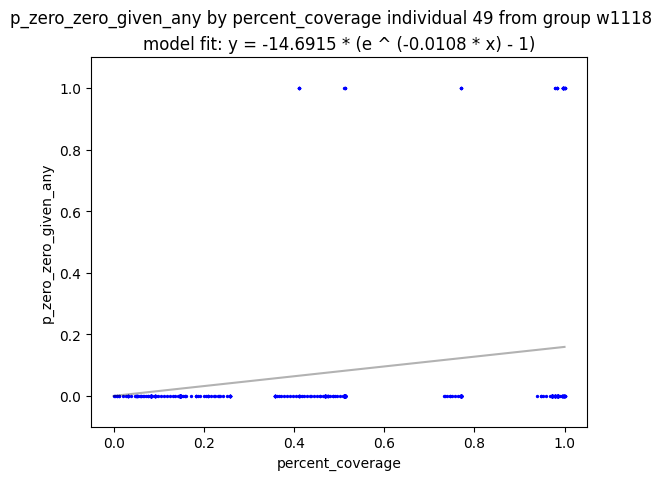 p_zero_zero_given_any by percent_coverage individual 49 from group w1118
model fit: y = -14.6915 * (e ^ (-0.0108 * x) - 1)
1.0
0.8
0.6
0.4
0.2
0.0
p_zero_zero_given_any
0.0 0.2 0.4 0.6 0.8 1.0
percent_coverage